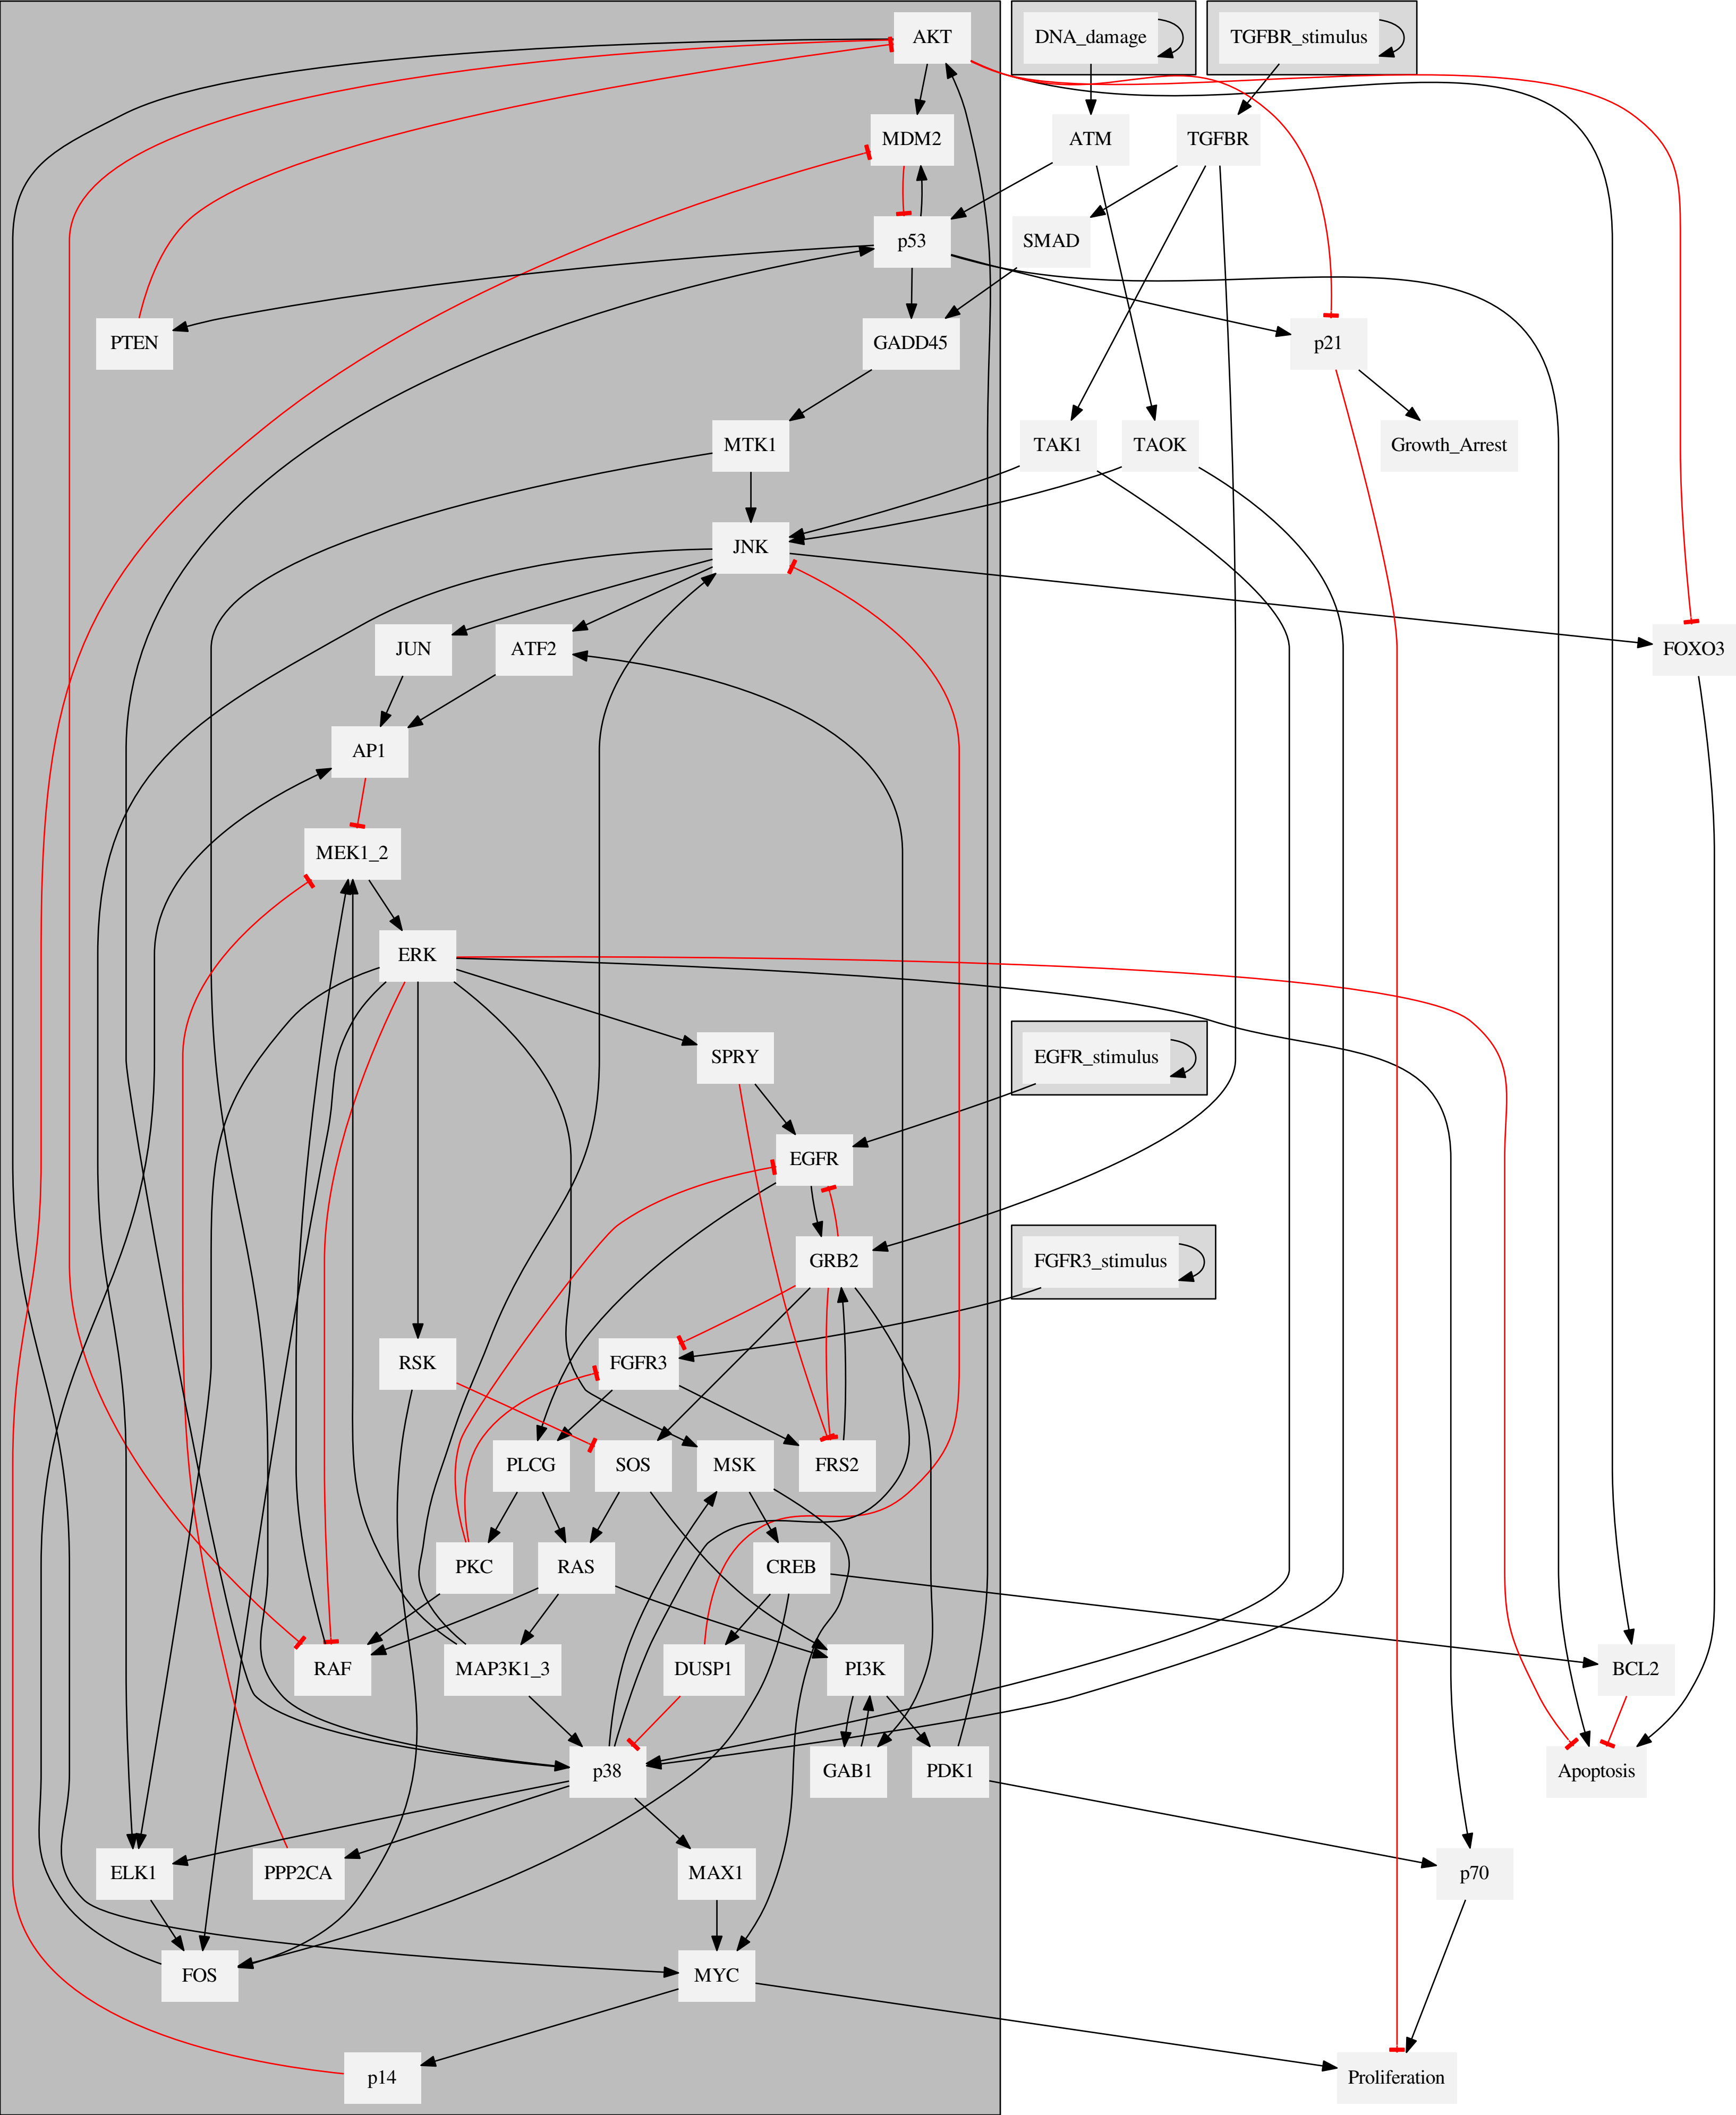 AKT
DNA_damage
TGFBR_stimulus
MDM2
ATM
TGFBR
p53
SMAD
PTEN
GADD45
p21
MTK1
TAK1
TAOK
Growth_Arrest
JNK
JUN
ATF2
FOXO3
AP1
MEK1_2
ERK
SPRY
EGFR_stimulus
EGFR
GRB2
FGFR3_stimulus
RSK
FGFR3
PLCG
SOS
MSK
FRS2
PKC
RAS
CREB
RAF
MAP3K1_3
DUSP1
PI3K
BCL2
p38
GAB1
PDK1
Apoptosis
ELK1
PPP2CA
MAX1
p70
FOS
MYC
p14
Proliferation